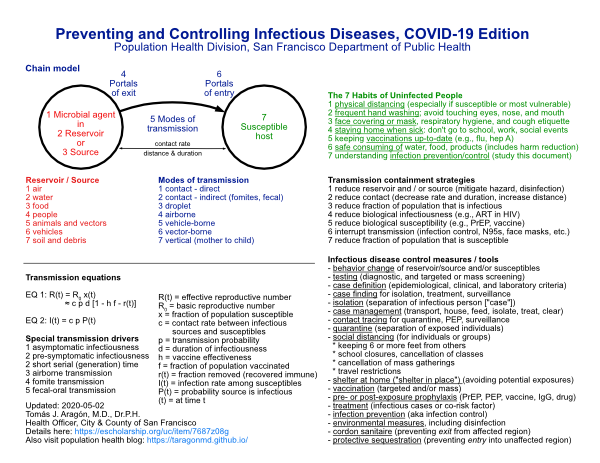 Preventing and Controlling Infectious Diseases, COVID-19 Edition
Population Health Division, San Francisco Department of Public Health
Chain model
4
Portals
of exit
6
Portals
of entry
1 Microbial agent
in
2 Reservoir
or
3 Source
5 Modes of
transmission
contact rate
distance & duration
7
Susceptible
host
Reservoir / Source
1 air
2 water
3 food
4 people
5 animals and vectors
6 vehicles
7 soil and debris
Modes of transmission
1 contact - direct
2 contact - indirect (fomites, fecal)
3 droplet
4 airborne
5 vehicle-borne
6 vector-borne
7 vertical (mother to child)
Transmission equations
EQ 1: R(t) = R0 x(t)
≈ c p d [1 - h f - r(t)]
EQ 2: I(t) = c p P(t)
Special transmission drivers
1 asymptomatic infectiousness
2 pre-symptomatic infectiousness
2 short serial (generation) time
3 airborne transmission
4 fomite transmission
5 fecal-oral transmission
R(t) = effective reproductive number
R0 = basic reproductive number
x = fraction of population susceptible
c = contact rate between infectious
sources and susceptibles
p = transmission probability
d = duration of infectiousness
h = vaccine effectiveness
f = fraction of population vaccinated
r(t) = fraction removed (recovered immune)
I(t) = infection rate among susceptibles
P(t) = probability source is infectious
(t) = at time t
Updated: 2020-05-02
Tomás J. Aragón, M.D., Dr.P.H.
Health Officer, City & County of San Francisco
Details here: https://escholarship.org/uc/item/7687z08g
Also visit population health blog: https://taragonmd.github.io/
The 7 Habits of Uninfected People
1 physical distancing (especially if susceptible or most vulnerable)
2 frequent hand washing; avoid touching eyes, nose, and mouth
3 face covering or mask, respiratory hygiene, and cough etiquette
4 staying home when sick: don't go to school, work, social events
5 keeping vaccinations up-to-date (e.g., flu, hep A)
6 safe consuming of water, food, products (includes harm reduction)
7 understanding infection prevention/control (study this document)
Transmission containment strategies
1 reduce reservoir and / or source (mitigate hazard, disinfection)
2 reduce contact (decrease rate and duration, increase distance)
3 reduce fraction of population that is infectious
4 reduce biological infectiousness (e.g., ART in HIV)
5 reduce biological susceptibility (e.g., PrEP, vaccine)
6 interrupt transmission (infection control, N95s, face masks, etc.)
7 reduce fraction of population that is susceptible
Infectious disease control measures / tools
- behavior change of reservoir/source and/or susceptibles
- testing (diagnostic, and targeted or mass screening)
- case definition (epidemiological, clinical, and laboratory criteria)
- case finding for isolation, treatment, surveillance
- isolation (separation of infectious person ["case"])
- case management (transport, house, feed, isolate, treat, clear)
- contact tracing for quarantine, PEP, surveillance
- quarantine (separation of exposed individuals)
- social distancing (for individuals or groups)
* keeping 6 or more feet from others
* school closures, cancellation of classes
* cancellation of mass gatherings
* travel restrictions
- shelter at home ("shelter in place") (avoiding potential exposures)
- vaccination (targeted and/or mass)
- pre- or post-exposure prophylaxis (PrEP, PEP, vaccine, IgG, drug)
- treatment (infectious cases or co-risk factor)
- infection prevention (aka infection control)
- environmental measures, including disinfection
- cordon sanitaire (preventing exit from affected region)
- protective sequestration (preventing entry into unaffected region)